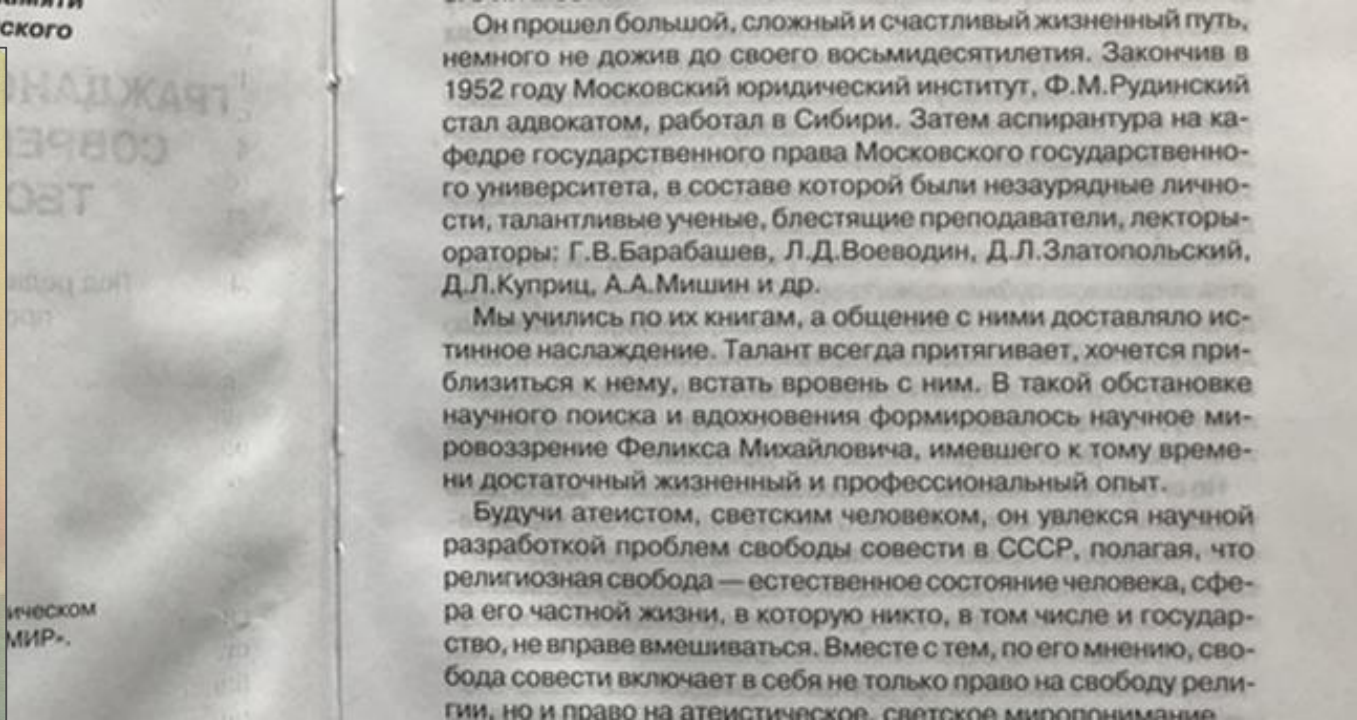 ского
ическом
МИР».
Он прошел большой, сложный и счастливый жизненный путь,
немного не дожив до своего восьмидесятилетия. Закончив в
1952 году Московский юридический институт, Ф.М.Рудинский
стал адвокатом, работал в Сибири. Затем аспирантура на ка-
федре государственного права Московского государственно-
го университета, в составе которой были незаурядные лично-
сти, талантливые ученые, блестящие преподаватели, лекторы-
ораторы: Г.В.Барабашев, Л.Д.Воеводин, Д.Л.Златопольский,
Д.Л.Куприц, А.А.Мишин и др.
Мы учились по их книгам, а общение с ними доставляло ис-
тинное наслаждение. Талант всегда притягивает, хочется при-
близиться к нему, встать вровень с ним. В такой обстановке
научного поиска и вдохновения формировалось научное ми-
ровоззрение Феликса Михайловича, имевшего к тому време-
ни достаточный жизненный и профессиональный опыт.
Будучи атеистом, светским человеком, он увлекся научной
разработкой проблем свободы совести в СССР, полагая, что
религиозная свобода — естественное состояние человека, сфе-
ра его частной жизни, в которую никто, в том числе и государ-
ство, не вправе вмешиваться. Вместе с тем, по его мнению, сво-
бода совести включает в себя не только право на свободу рели-
гии, но и право на атеистическое, светское миропонимание